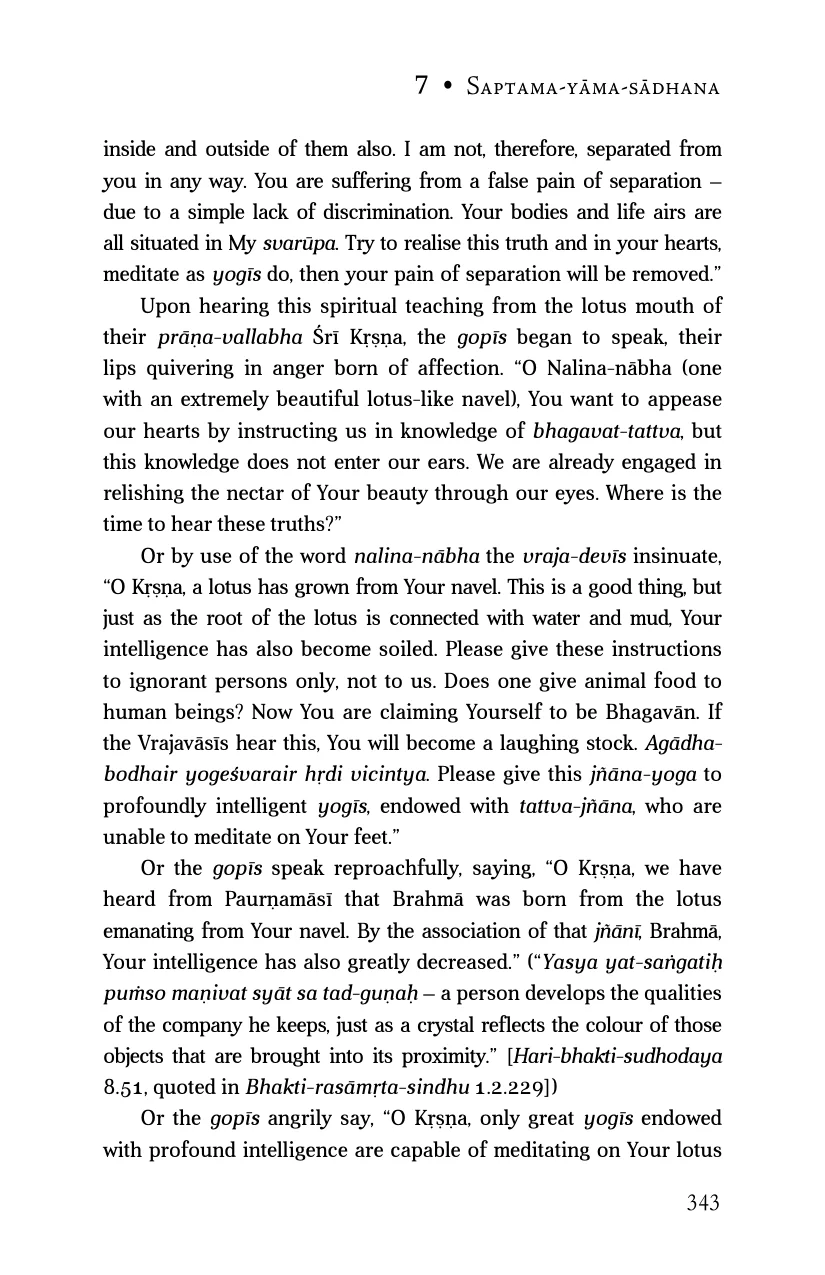 7 • Saptama-yāma-sādhana
inside and outside of them also. I am not, therefore, separated from
you in any way. You are suffering from a false pain of separation –
due to a simple lack of discrimination. Your bodies and life airs are
all situated in My svarūpa. Try to realise this truth and in your hearts,
meditate as yogīs do, then your pain of separation will be removed.”
Upon hearing this spiritual teaching from the lotus mouth of
their prāṇa-vallabha Śrī Kṛṣṇa, the gopīs began to speak, their
lips quivering in anger born of affection. “O Nalina-nābha (one
with an extremely beautiful lotus-like navel), You want to appease
our hearts by instructing us in knowledge of bhagavat-tattva, but
this knowledge does not enter our ears. We are already engaged in
relishing the nectar of Your beauty through our eyes. Where is the
time to hear these truths?”
Or by use of the word nalina-nābha the vraja-devīs insinuate,
“O Kṛṣṇa, a lotus has grown from Your navel. This is a good thing, but
just as the root of the lotus is connected with water and mud, Your
intelligence has also become soiled. Please give these instructions
to ignorant persons only, not to us. Does one give animal food to
human beings? Now You are claiming Yourself to be Bhagavān. If
the Vrajavāsīs hear this, You will become a laughing stock. Agādha-
bodhair yogeśvarair hṛdi vicintya. Please give this jñāna-yoga to
profoundly intelligent yogīs, endowed with tattva-jñāna, who are
unable to meditate on Your feet.”
Or the gopīs speak reproachfully, saying, “O Kṛṣṇa, we have
heard from Paurṇamāsī that Brahmā was born from the lotus
emanating from Your navel. By the association of that jñānī, Brahmā,
Your intelligence has also greatly decreased.” (“Yasya yat-saṅgatiḥ
puṁso maṇivat syāt sa tad-guṇaḥ – a person develops the qualities
of the company he keeps, just as a crystal reflects the colour of those
objects that are brought into its proximity.” [Hari-bhakti-sudhodaya
8.51, quoted in Bhakti-rasāmṛta-sindhu 1.2.229])
Or the gopīs angrily say, “O Kṛṣṇa, only great yogīs endowed
with profound intelligence are capable of meditating on Your lotus
343